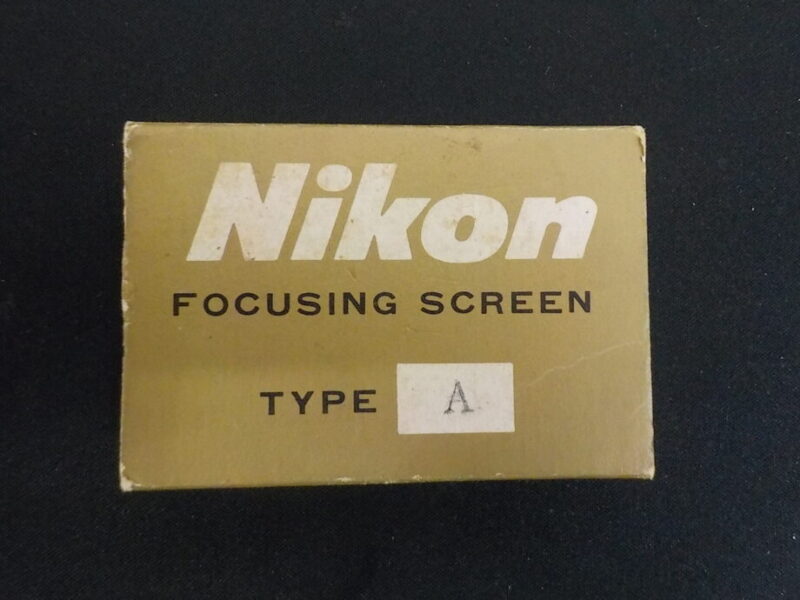 Nikon
FOCUSING SCREEN
TYPE A